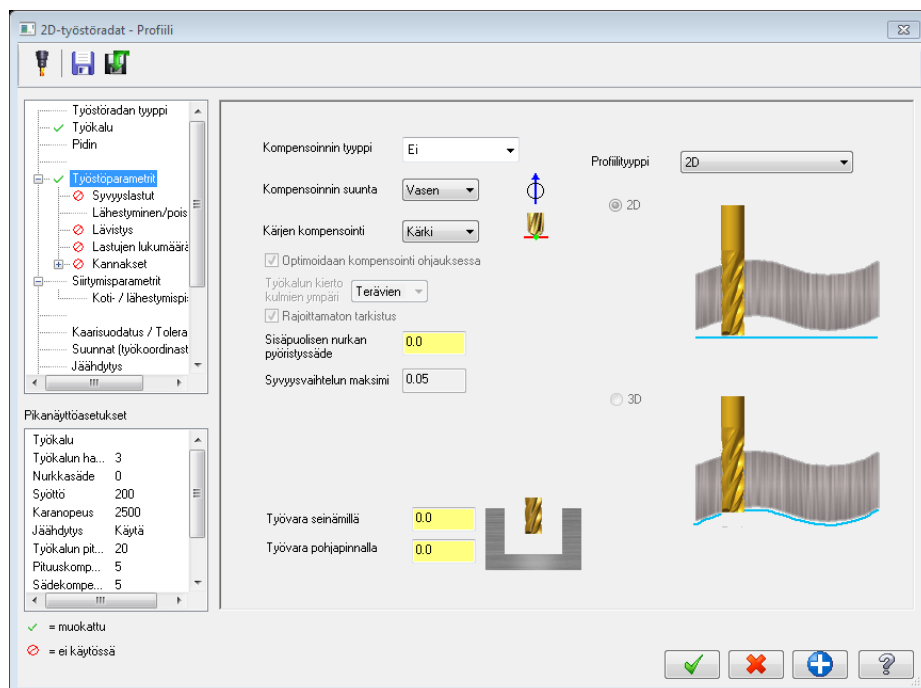 2D-työstöradat - Profiili
Työstöradan tyyppi
Työkalu
Pidin
Työstöparametrit
Syvyyslastut
Lähestyminen/pois
Lävistys
Lastujen lukumäärä
Kannakset
Siirtymisparametrit
Koti- / lähestymispi
Kaarisuodatus / Tolera
Suunnat (työkoordinast
Jäähdytys
Pikanäyttöasetukset
Työkalu
Työkalun ha... 3
Nurkkasäde 0
Syöttö 200
Karanopeus 2500
Jäähdytys Käytä
Työkalun pit... 20
Pituuskomp... 5
Sädekompe... 5
= muokattu
= ei käytössä
Kompensoinnin tyyppi Ei
Kompensoinnin suunta Vasen
Kärjen kompensointi Kärki
Optimoidaan kompensointi ohjauksessa
Työkalun kierto
kulmien ympäri Terävien
Rajoittamaton tarkistus
Sisäpuolisen nurkan
pyöristyssäde 0.0
Syvyysvaihtelun maksimi 0.05
Työvara seinämillä 0.0
Työvara pohjapinnalla 0.0
Profiilityyppi 2D
2D
3D